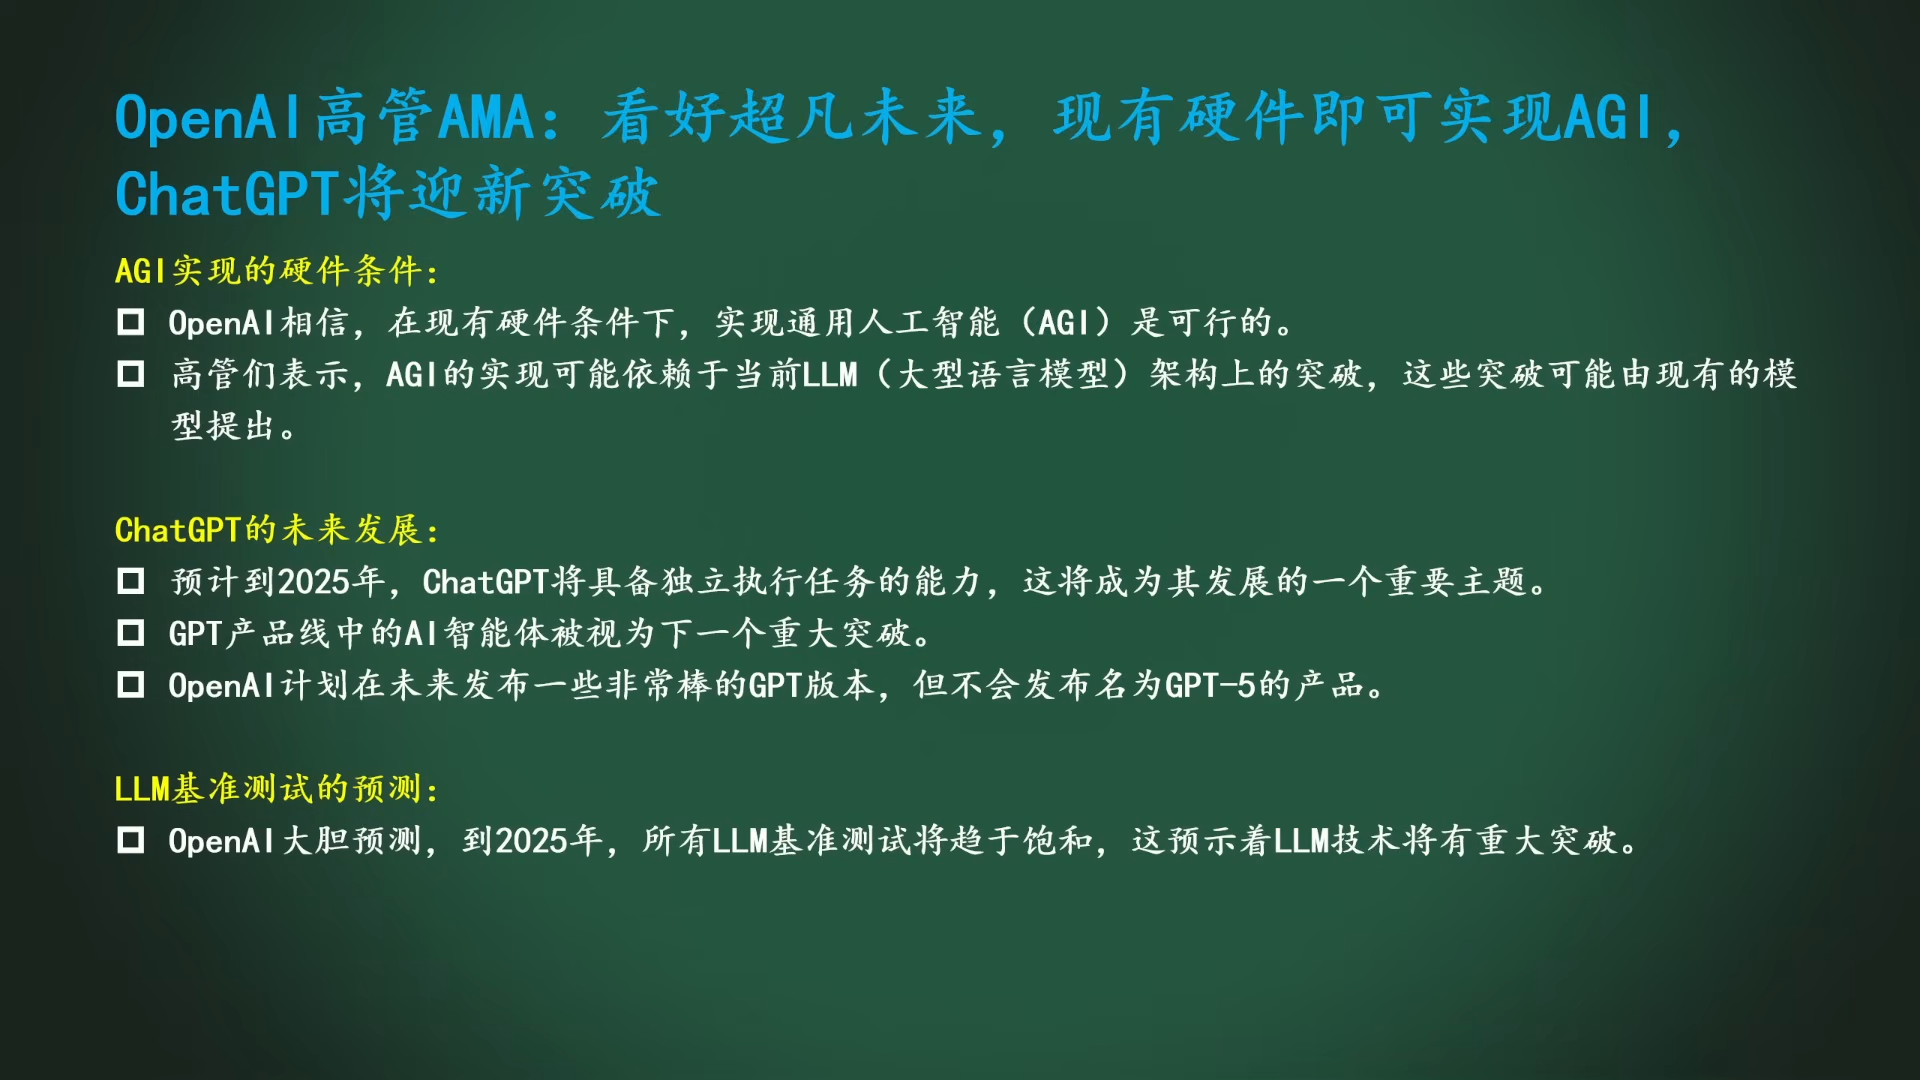 OpenAI高管AMA：看好超凡未来，现有硬件即可实现AGI，
ChatGPT将迎新突破
AGI实现的硬件条件：
OpenAI相信，在现有硬件条件下，实现通用人工智能（AGI）是可行的。
高管们表示，AGI的实现可能依赖于当前LLM（大型语言模型）架构上的突破，这些突破可能由现有的模
型提出。
ChatGPT的未来发展：
预计到2025年，ChatGPT将具备独立执行任务的能力，这将成为其发展的一个重要主题。
GPT产品线中的AI智能体被视为下一个重大突破。
OpenAI计划在未来发布一些非常棒的GPT版本，但不会发布名为GPT-5的产品。
LLM基准测试的预测：
OpenAI大胆预测，到2025年，所有LLM基准测试将趋于饱和，这预示着LLM技术将有重大突破。